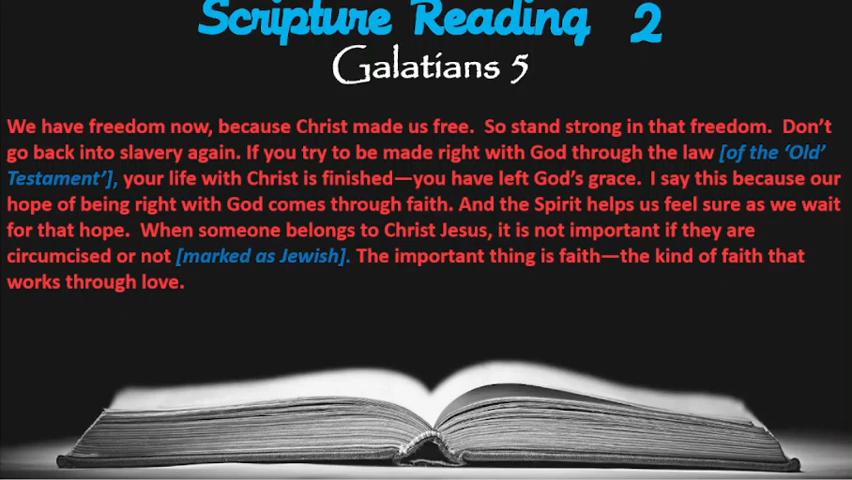 Scripture Reading 2
Galatians 5
We have freedom now, because Christ made us free. So stand strong in that freedom. Don't
go back into slavery again. If you try to be made right with God through the law [of the 'Old'
Testament'], your life with Christ is finished—you have left God's grace. I say this because our
hope of being right with God comes through faith. And the Spirit helps us feel sure as we wait
for that hope. When someone belongs to Christ Jesus, it is not important if they are
circumcised or not [marked as Jewish]. The important thing is faith—the kind of faith that
works through love.